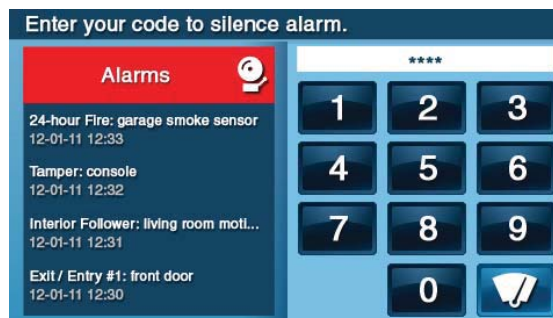 Enter your code to silence alarm.
Alarms
24-hour Fire: garage smoke sensor
12-01-11 12:33
Tamper: console
12-01-11 12:32
Interior Follower: living room moti...
12-01-11 12:31
Exit / Entry #1: front door
12-01-11 12:30
****
1 2 3
4 5 6
7 8 9
0